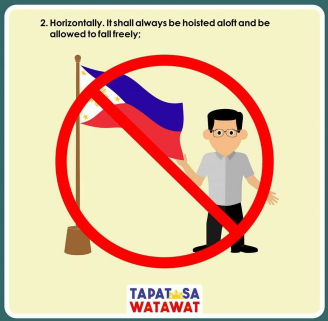 2. Horizontally. It shall always be hoisted aloft and be
allowed to fall freely;
TAPAT SA
WATAWAT